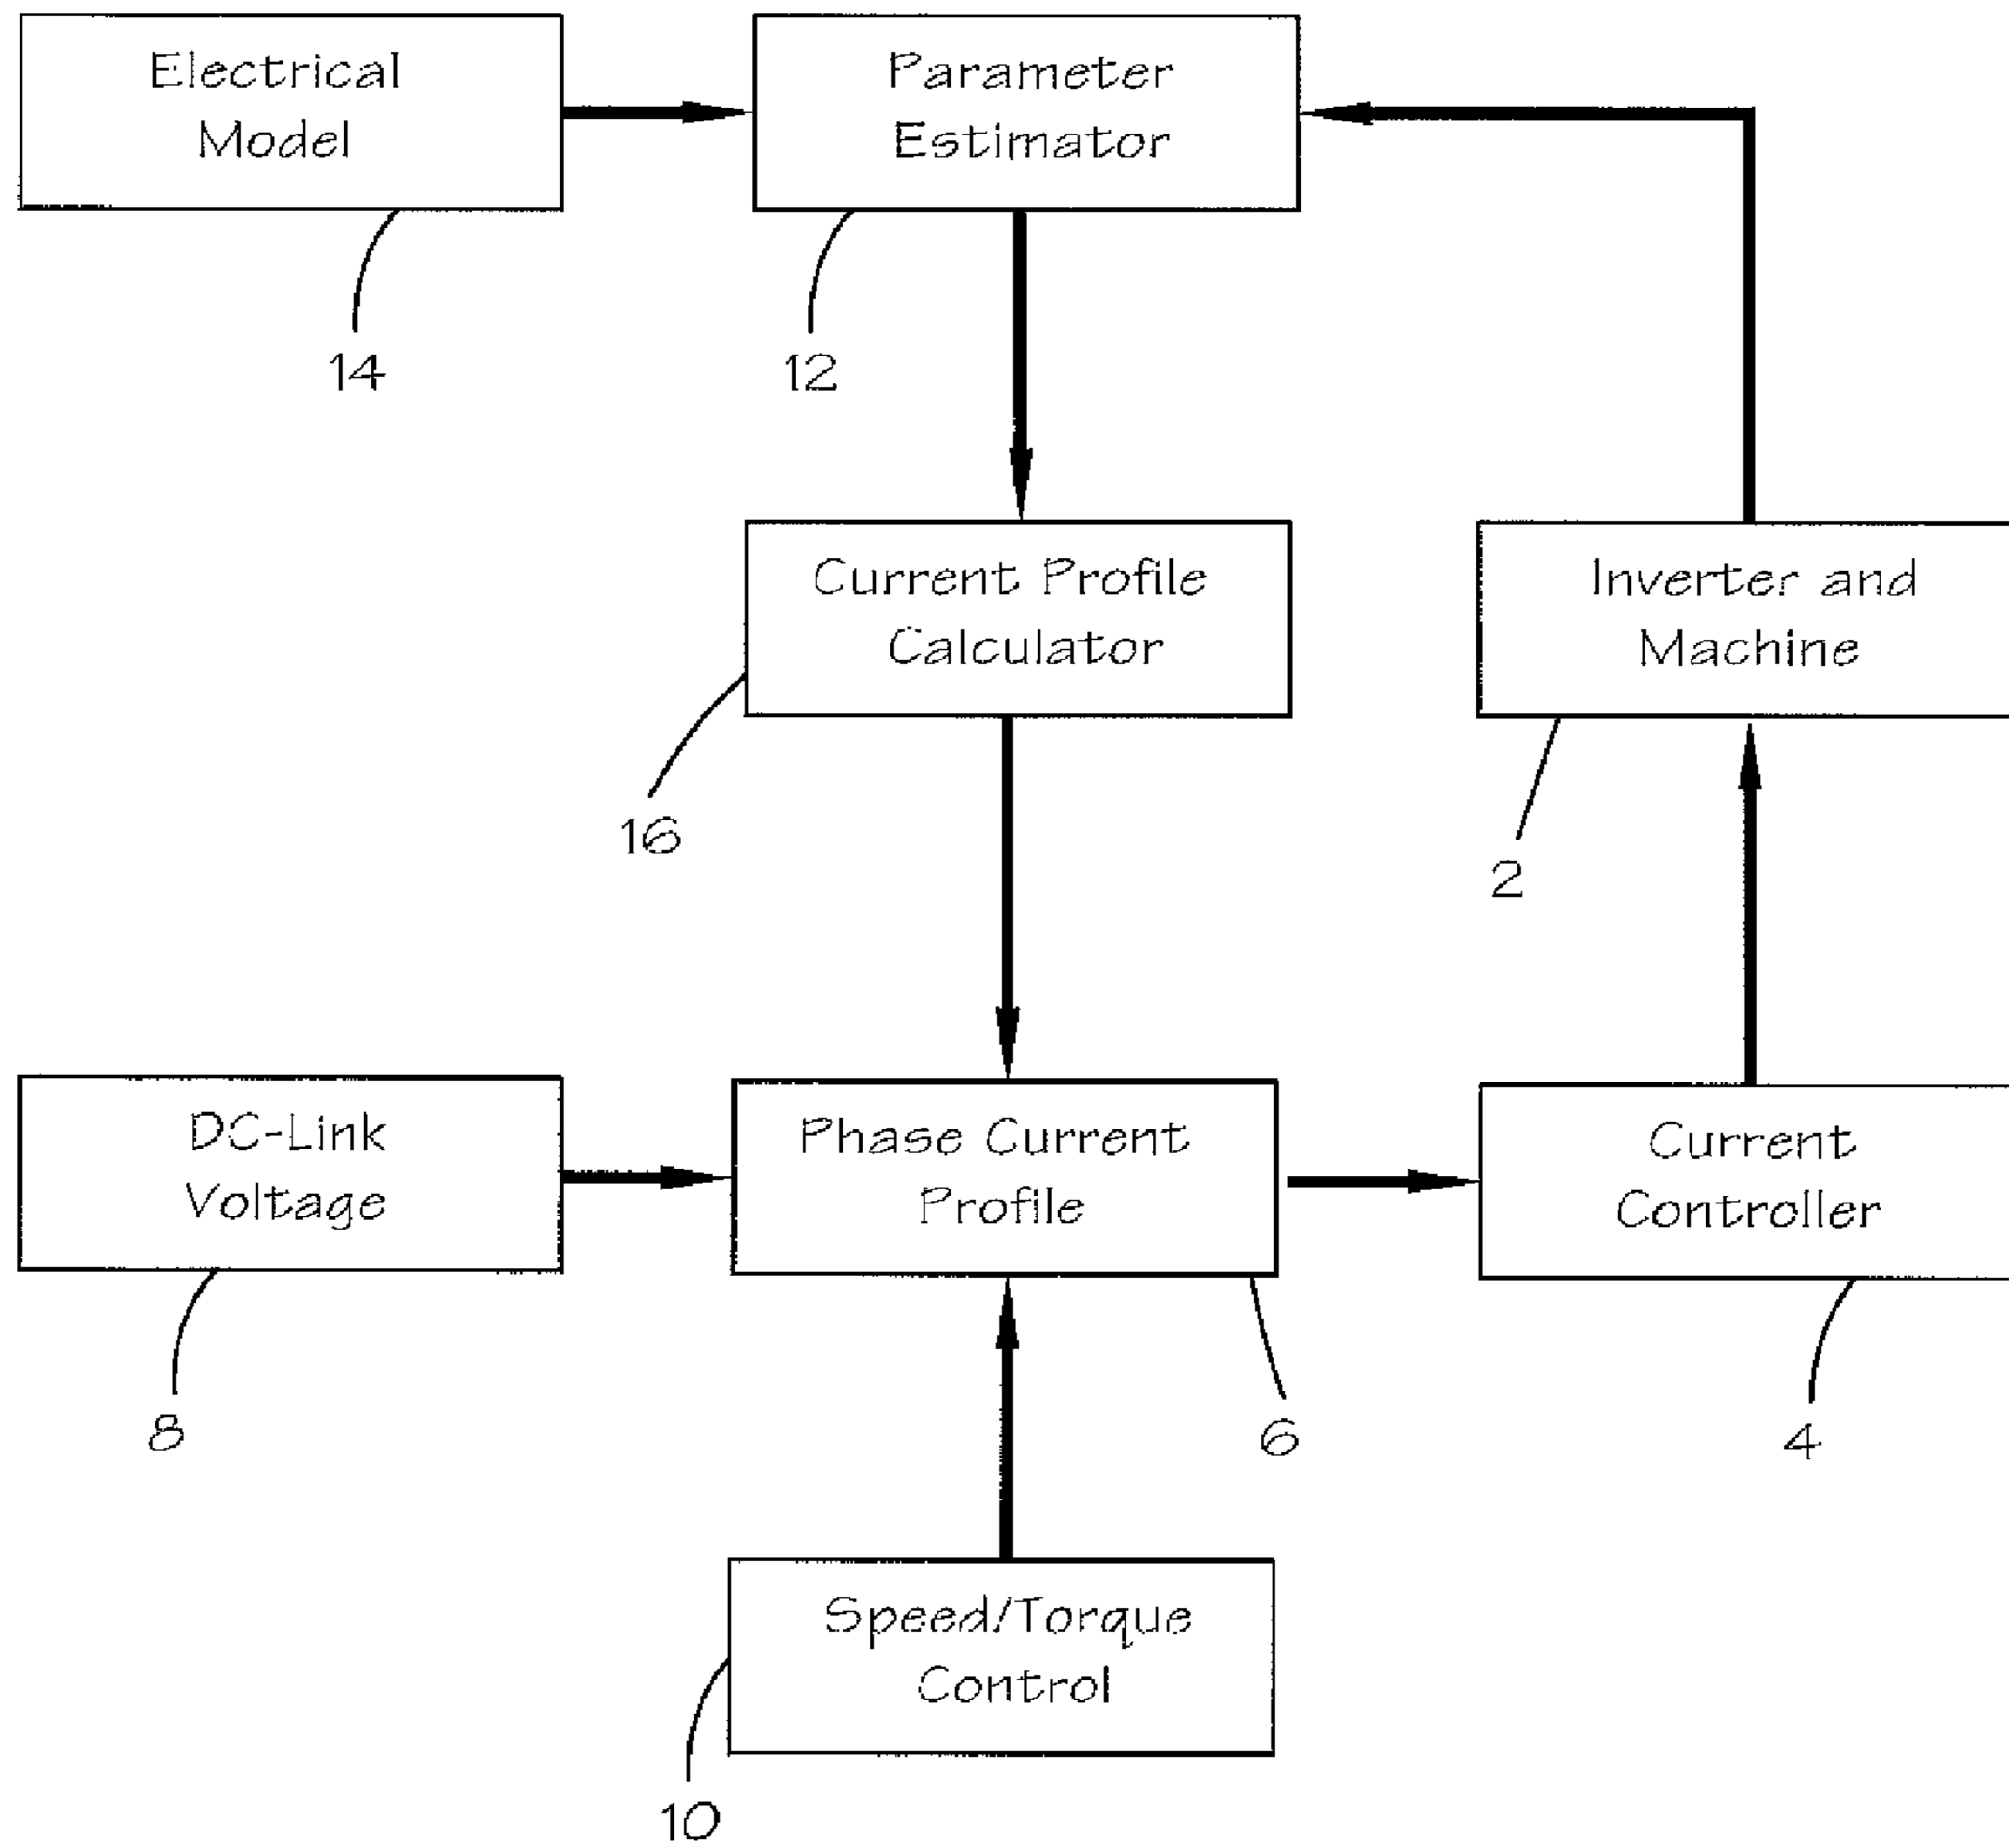 Electrical
Model
Parameter
Estimator
14
12
Current Profile
Calculator
Inverter and
Machine
16
2
DC-Link
Voltage
Phase Current
Profile
Current
Controller
8
6
4
Speed/Torque
Control
10